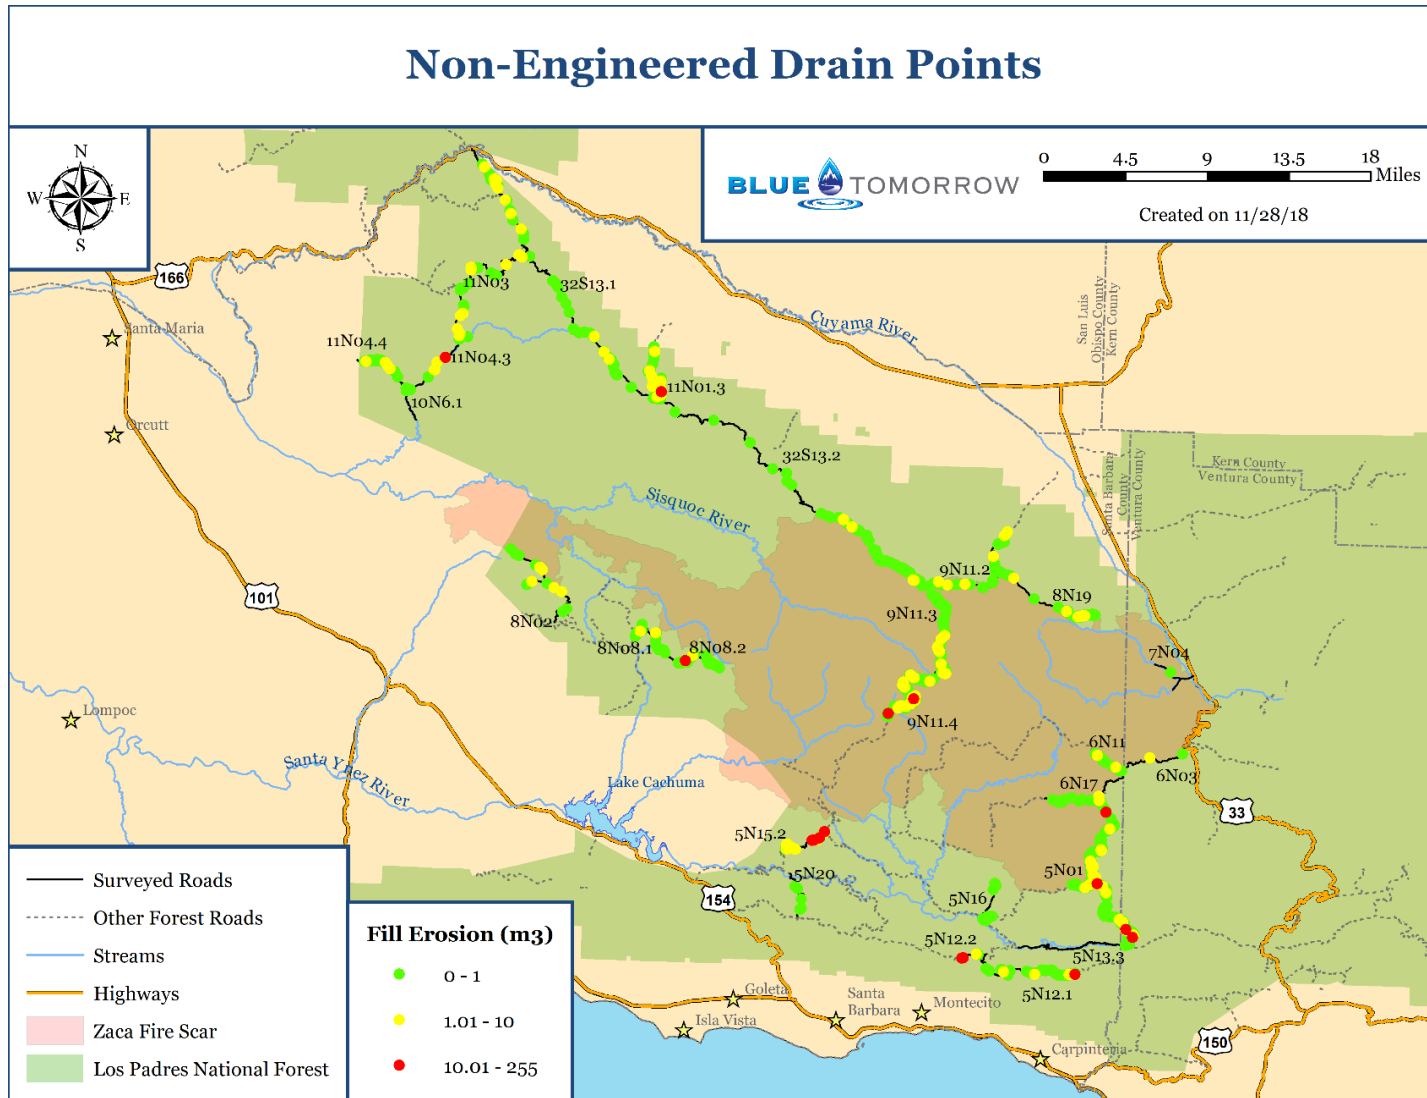 Non-Engineered Drain Points
N
W
E
S
BLUE TOMORROW
0 4.5 9 13.5 18
Miles
Created on 11/28/18
166
Santa Maria
Orcutt
101
Lompoc
Santa Ynez River
Lake Cachuma
Sisquoc River
Cuyama River
San Luis
Obispo County
Kern County
Kern County
Ventura County
Santa Barbara
County
Ventura County
11N03
32S13.1
11N04.4
11N04.3
10N6.1
11N01.3
32S13.2
9N11.2
8N19
9N11.3
8N02
8N08.1
8N08.2
7N04
9N11.4
6N11
6N03
6N17
33
5N15.2
5N20
5N01
154
5N16
5N12.2
5N13.3
5N12.1
Goleta
Isla Vista
Santa
Barbara
Montecito
Carpinteria
150
Surveyed Roads
Other Forest Roads
Streams
Highways
Zaca Fire Scar
Los Padres National Forest
Fill Erosion (m3)
0 - 1
1.01 - 10
10.01 - 255